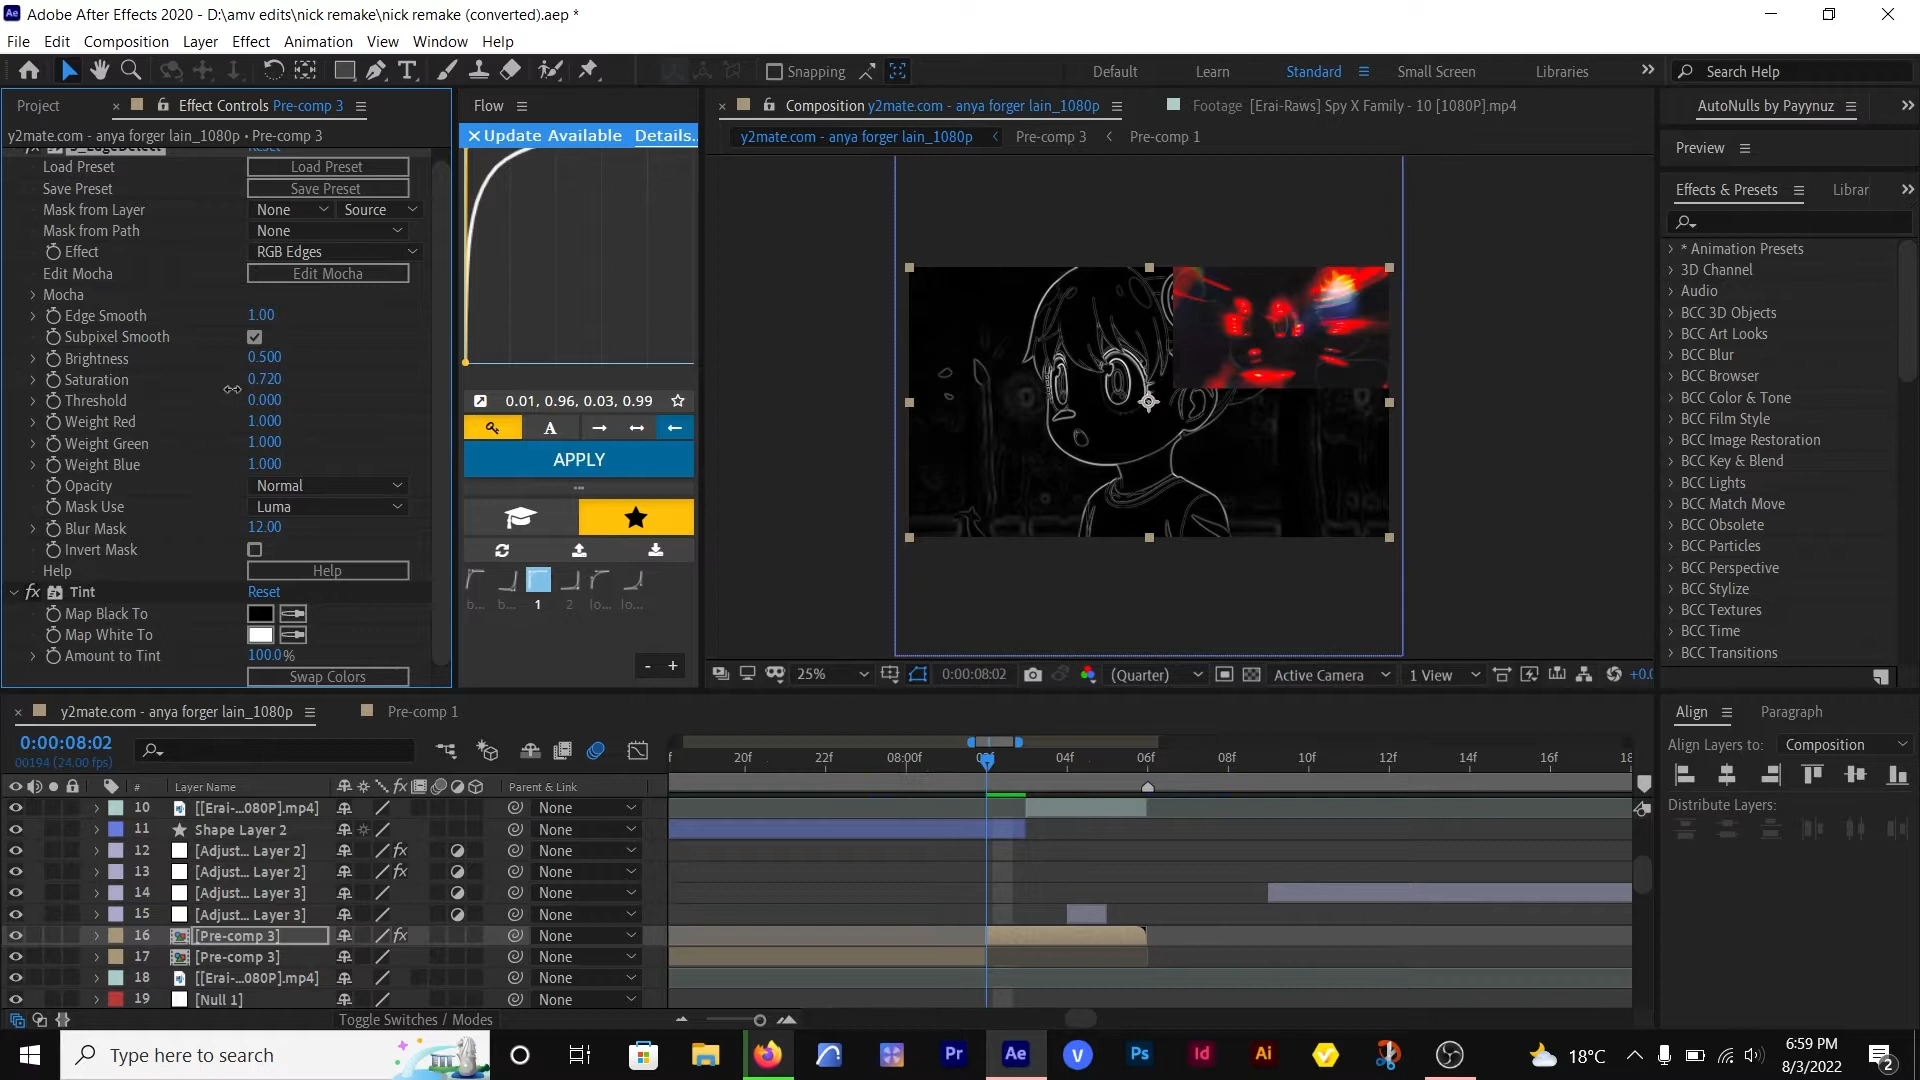 Adobe After Effects 2020 - D:\amv edits\nick remake\nick remake (converted).aep *
File Edit Composition Layer Effect Animation View Window Help
Snapping
Default Learn Standard Small Screen Libraries
Search Help
Project
Effect Controls Pre-comp 3
y2mate.com - anya forger lain_1080p • Pre-comp 3
Load Preset Load Preset
Save Preset Save Preset
Mask from Layer None Source
Mask from Path None
Effect RGB Edges
Edit Mocha Edit Mocha
Mocha
Edge Smooth 1.00
Subpixel Smooth
Brightness 0.500
Saturation 0.720
Threshold 0.000
Weight Red 1.000
Weight Green 1.000
Weight Blue 1.000
Opacity Normal
Mask Use Luma
Blur Mask 12.00
Invert Mask
Help Help
fx Tint Reset
Map Black To
Map White To
Amount to Tint 100.0%
Swap Colors
Flow
Update Available Details..
0.01, 0.96, 0.03, 0.99
A
APPLY
b... b... 1 2 lo... lo...
- +
Composition y2mate.com - anya forger lain_1080p
Footage [Erai-Raws] Spy X Family - 10 [1080P].mp4
y2mate.com - anya forger lain_1080p Pre-comp 3 Pre-comp 1
25% 0:00:08:02 (Quarter) Active Camera 1 View +0.0
AutoNulls by Payynuz
Preview
Effects & Presets Librar
* Animation Presets
3D Channel
Audio
BCC 3D Objects
BCC Art Looks
BCC Blur
BCC Browser
BCC Color & Tone
BCC Film Style
BCC Image Restoration
BCC Key & Blend
BCC Lights
BCC Match Move
BCC Obsolete
BCC Particles
BCC Perspective
BCC Stylize
BCC Textures
BCC Time
BCC Transitions
y2mate.com - anya forger lain_1080p
Pre-comp 1
0:00:08:02
00194 (24.00 fps)
# Layer Name fx Parent & Link
f 20f 22f 08:00f 02f 04f 06f 08f 10f 12f 14f 16f 18
10 [[Erai-...080P].mp4] None
11 Shape Layer 2 None
12 [Adjust... Layer 2] fx None
13 [Adjust... Layer 2] fx None
14 [Adjust... Layer 3] None
15 [Adjust... Layer 3] None
16 [Pre-comp 3] fx None
17 [Pre-comp 3] None
18 [[Erai-...080P].mp4] None
19 [Null 1] None
Toggle Switches / Modes
Align Paragraph
Align Layers to: Composition
Distribute Layers:
Type here to search
Pr Ae V Ps Id Ai
18°C
6:59 PM
8/3/2022
2